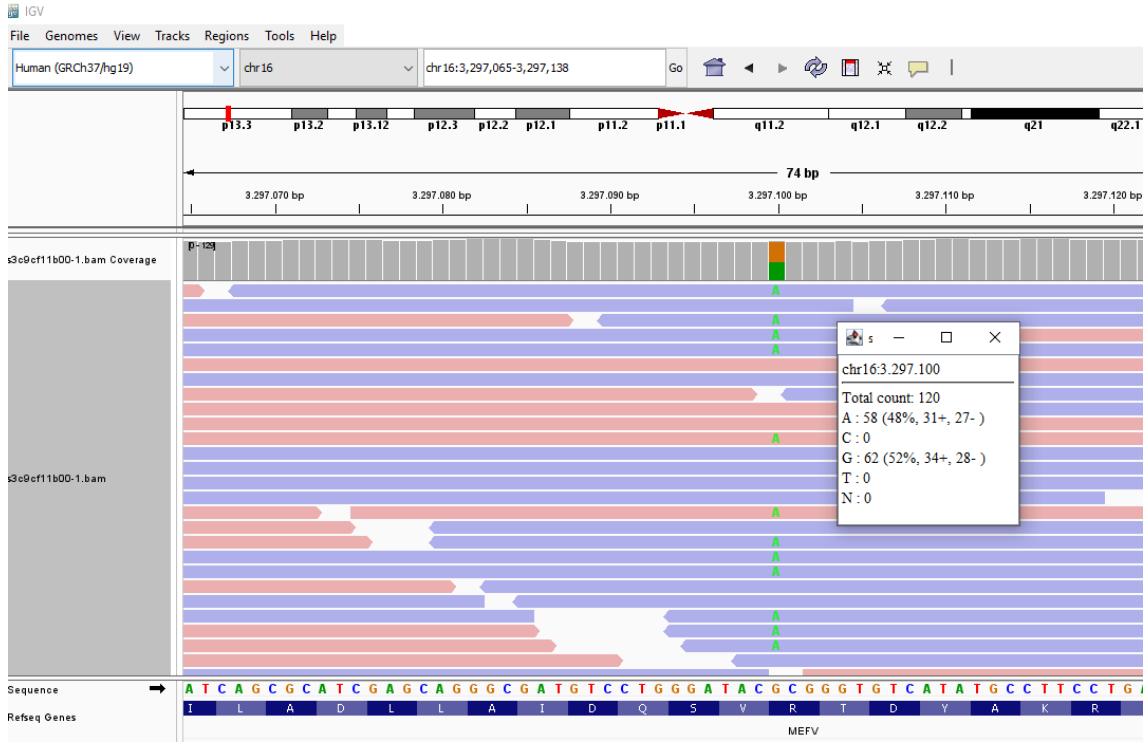 IGV
File Genomes View Tracks Regions Tools Help
Human (GRCh37/hg19) chr16 chr16:3,297,065-3,297,138 Go
p13.3 p13.2 p13.12 p12.3 p12.2 p12.1 p11.2 p11.1 q11.2 q12.1 q12.2 q21 q22.1
74 bp
3.297.070 bp 3.297.080 bp 3.297.090 bp 3.297.100 bp 3.297.110 bp 3.297.120 bp
[0 - 129]
s3c9cf11b00-1.bam Coverage
A
A
A
A
A
A
A
A
A
A
A
A
s
chr16:3.297.100
Total count: 120
A : 58 (48%, 31+, 27- )
C : 0
G : 62 (52%, 34+, 28- )
T : 0
N : 0
s3c9cf11b00-1.bam
Sequence A T C A G C G C A T C G A G C A G G G C G A T G T C C T G G G A T A C G C G G G T G T C A T A T G C C T T C C T G A
I L A D L L A I D Q S V R T D Y A K R
Refseq Genes
MEFV